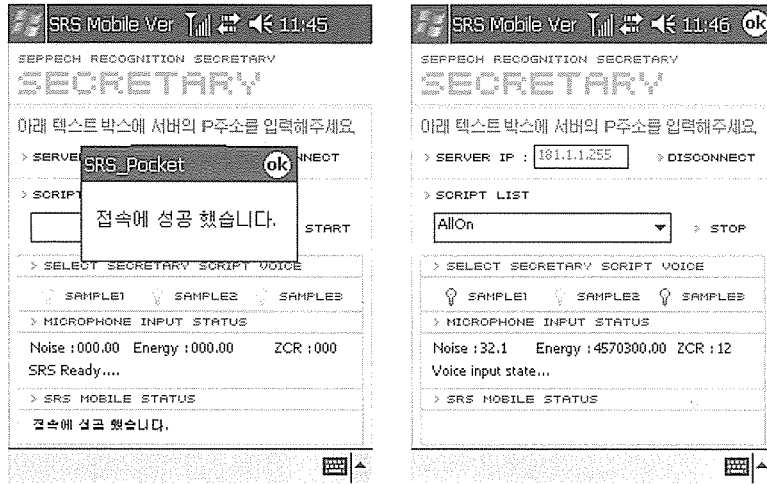 SRS Mobile Ver 11:45
SEPPECH RECOGNITION SECRETARY
SECRETARY
아래 텍스트 박스에 서버의 IP주소를 입력해주세요.
> SERVE
NNECT
SRS_Pocket ok
접속에 성공 했습니다.
> SCRIPT
START
> SELECT SECRETARY SCRIPT VOICE
SAMPLE1 SAMPLE2 SAMPLE3
> MICROPHONE INPUT STATUS
Noise :000.00 Energy :000.00 ZCR :000
SRS Ready....
> SRS MOBILE STATUS
접속에 성공 했습니다.
SRS Mobile Ver 11:46 ok
SEPPECH RECOGNITION SECRETARY
SECRETARY
아래 텍스트 박스에 서버의 IP주소를 입력해주세요.
> SERVER IP : 181.1.1.255 > DISCONNECT
> SCRIPT LIST
AllOn > STOP
> SELECT SECRETARY SCRIPT VOICE
SAMPLE1 SAMPLE2 SAMPLE3
> MICROPHONE INPUT STATUS
Noise :32.1 Energy :4570300.00 ZCR :12
Voice input state...
> SRS MOBILE STATUS